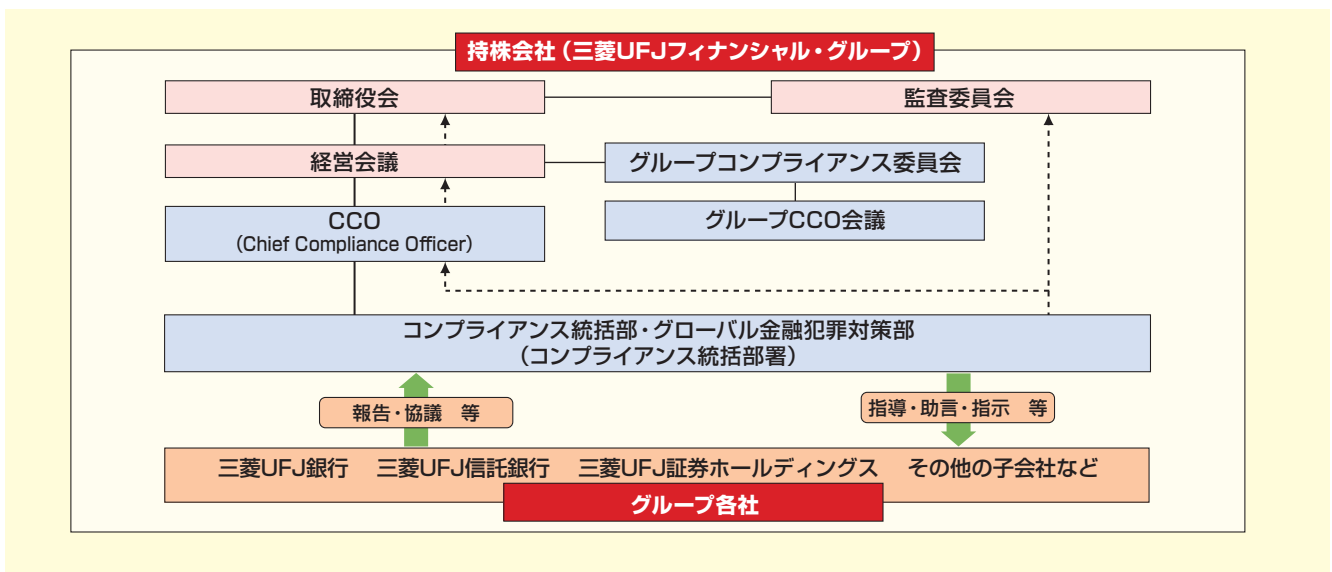 持株会社（三菱UFJフィナンシャル・グループ）
取締役会
監査委員会
経営会議
グループコンプライアンス委員会
CCO
（Chief Compliance Officer）
グループCCO会議
コンプライアンス統括部・グローバル金融犯罪対策部
（コンプライアンス統括部署）
報告・協議　等
指導・助言・指示　等
三菱UFJ銀行　三菱UFJ信託銀行　三菱UFJ証券ホールディングス　その他の子会社など
グループ各社